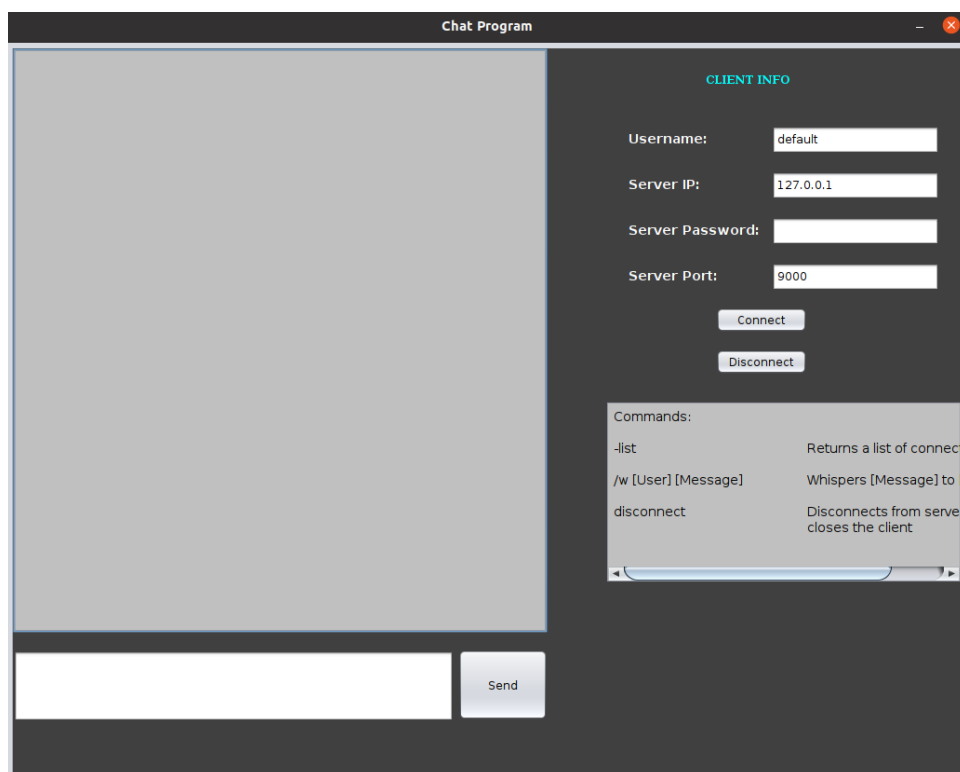 Chat Program
CLIENT INFO
Username: default
Server IP: 127.0.0.1
Server Password:
Server Port: 9000
Connect
Disconnect
Commands:
-list Returns a list of connec
/w [User] [Message] Whispers [Message] to
disconnect Disconnects from serve
closes the client
Send